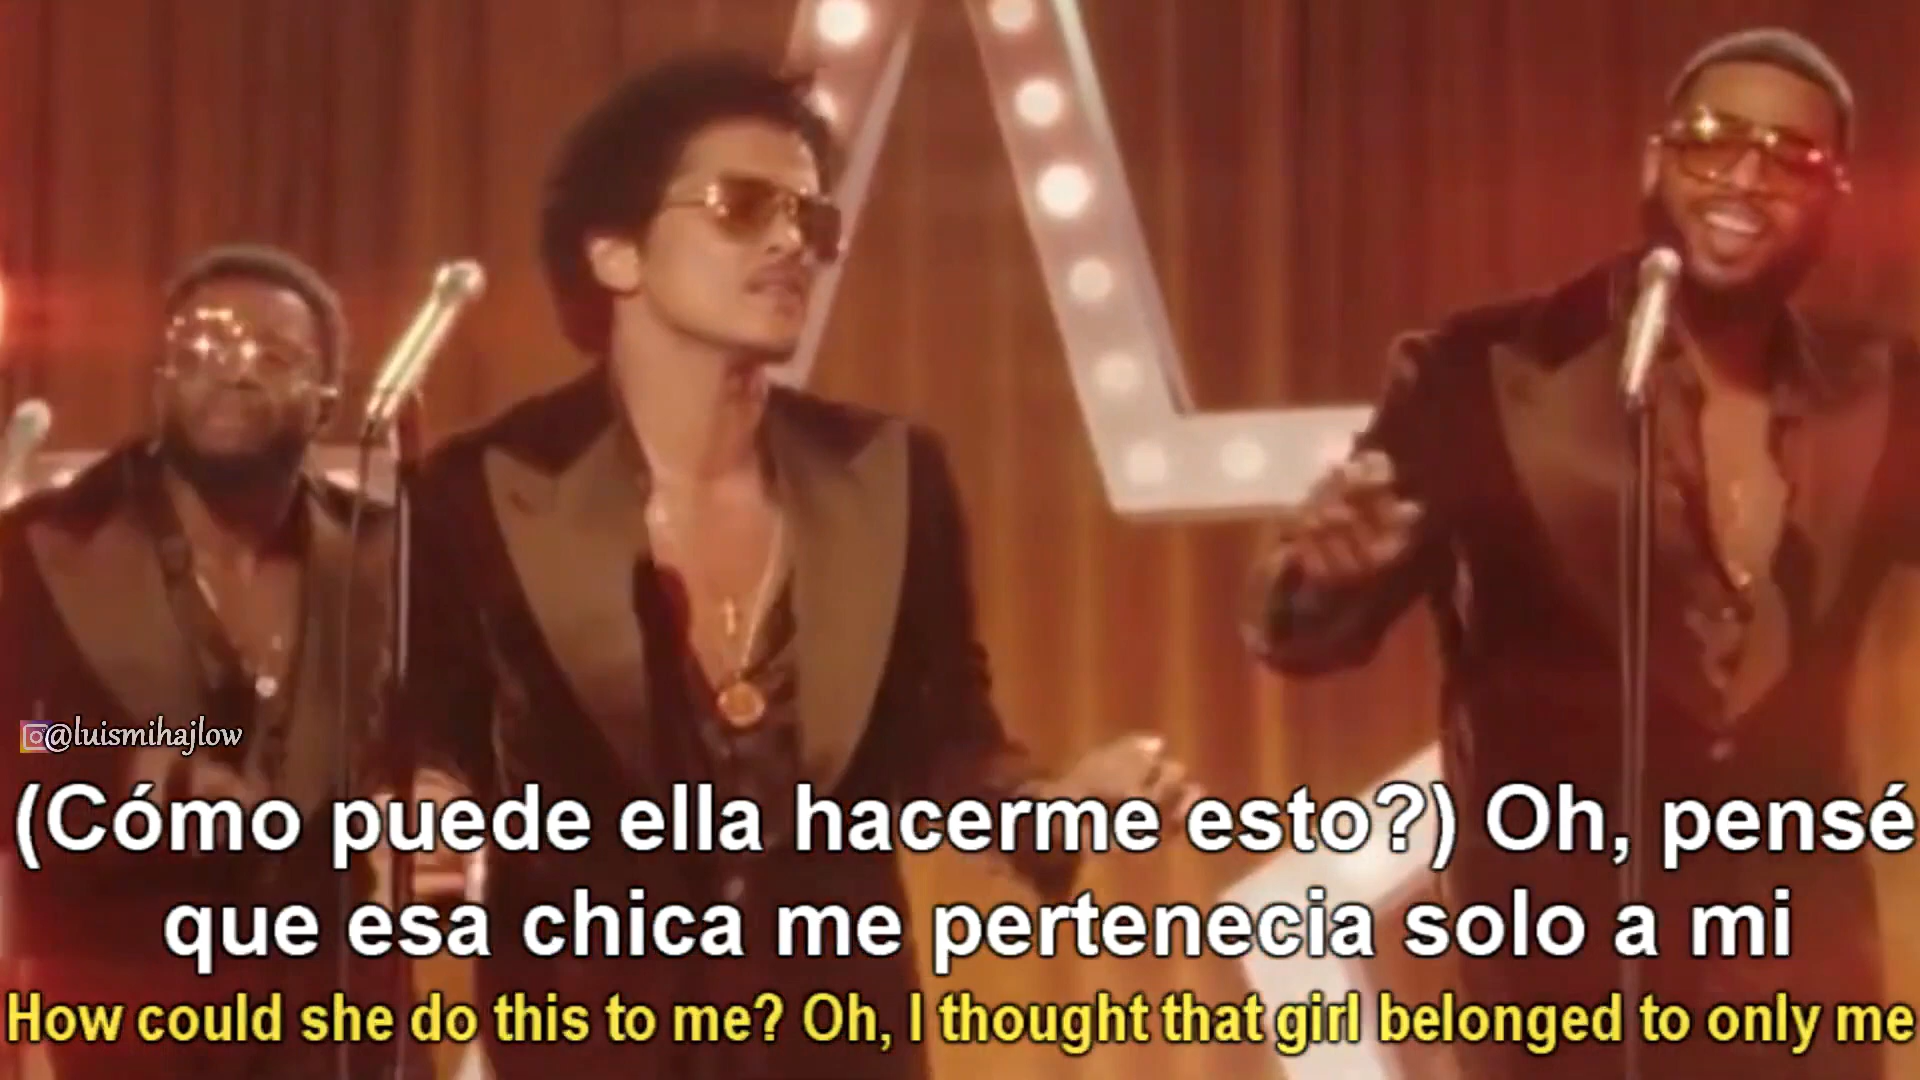 @luismihajlow
(Cómo puede ella hacerme esto?) Oh, pensé
que esa chica me pertenecia solo a mi
How could she do this to me? Oh, I thought that girl belonged to only me